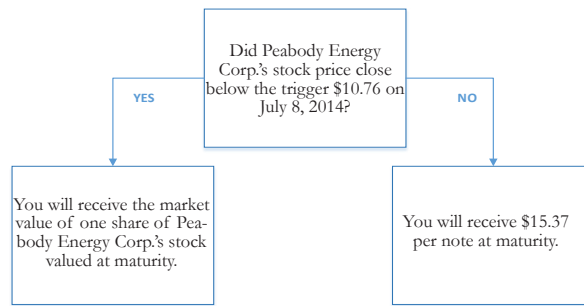 Did Peabody Energy
Corp.'s stock price close
below the trigger $10.76 on
July 8, 2014?
YES
NO
You will receive the market
value of one share of Pea-
body Energy Corp.'s stock
valued at maturity.
You will receive $15.37
per note at maturity.